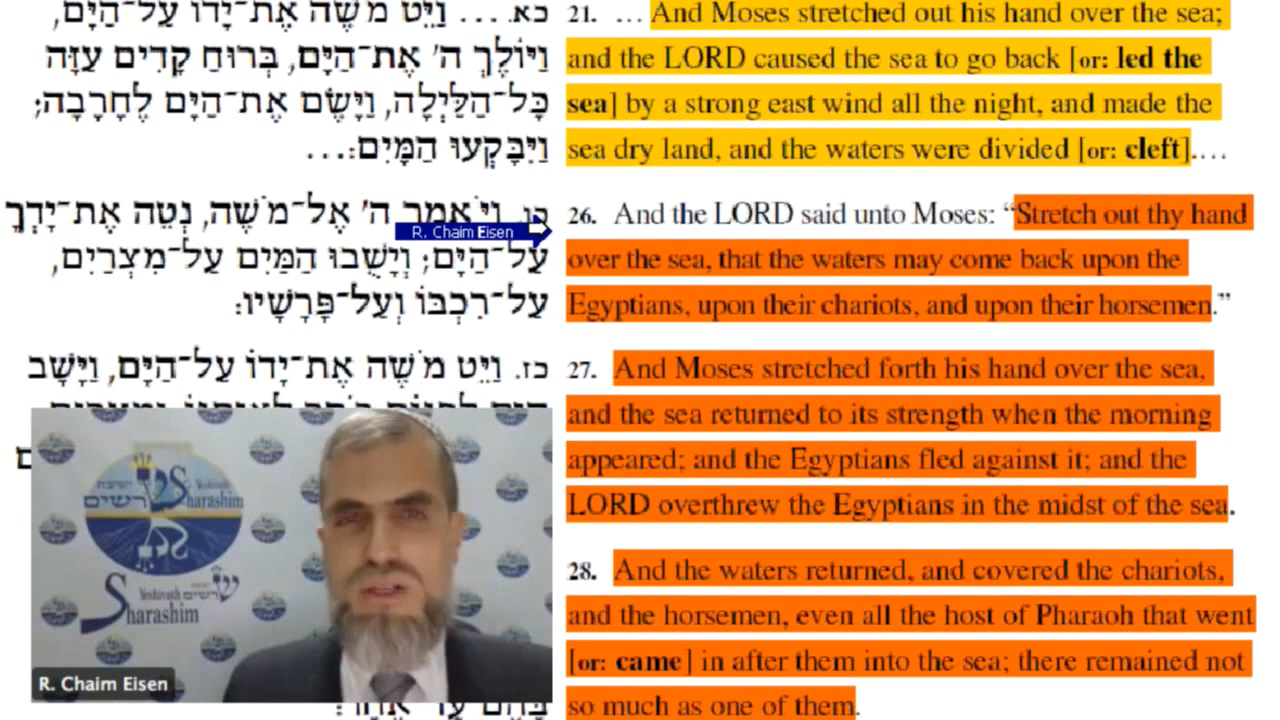 כא. ... וַיֵּט מֹשֶׁה אֶת־יָדוֹ עַל־הַיָּם,
וַיּוֹלֶךְ ה' אֶת־הַיָּם, בְּרוּחַ קָדִים עַזָּה
כָּל־הַלַּיְלָה, וַיָּשֶׂם אֶת־הַיָּם לֶחָרָבָה;
וַיִּבָּקְעוּ הַמָּיִם:...
כו. וַיֹּאמֶר ה' אֶל־מֹשֶׁה, נְטֵה אֶת־יָדְךָ
עַל־הַיָּם; וְיָשֻׁבוּ הַמַּיִם עַל־מִצְרַיִם,
עַל־רִכְבּוֹ וְעַל־פָּרָשָׁיו:
כז. וַיֵּט מֹשֶׁה אֶת־יָדוֹ עַל־הַיָּם, וַיָּשָׁב
21. ... And Moses stretched out his hand over the sea;
and the LORD caused the sea to go back [or: led the
sea] by a strong east wind all the night, and made the
sea dry land, and the waters were divided [or: cleft]....
26. And the LORD said unto Moses: “Stretch out thy hand
over the sea, that the waters may come back upon the
Egyptians, upon their chariots, and upon their horsemen.”
27. And Moses stretched forth his hand over the sea,
and the sea returned to its strength when the morning
appeared; and the Egyptians fled against it; and the
LORD overthrew the Egyptians in the midst of the sea.
28. And the waters returned, and covered the chariots,
and the horsemen, even all the host of Pharaoh that went
[or: came] in after them into the sea; there remained not
so much as one of them.
R. Chaim Eisen
ישיבת שרשים
Yeshivath Sharashim
Yeshivath ישיבת שרשים
Sharashim
R. Chaim Eisen